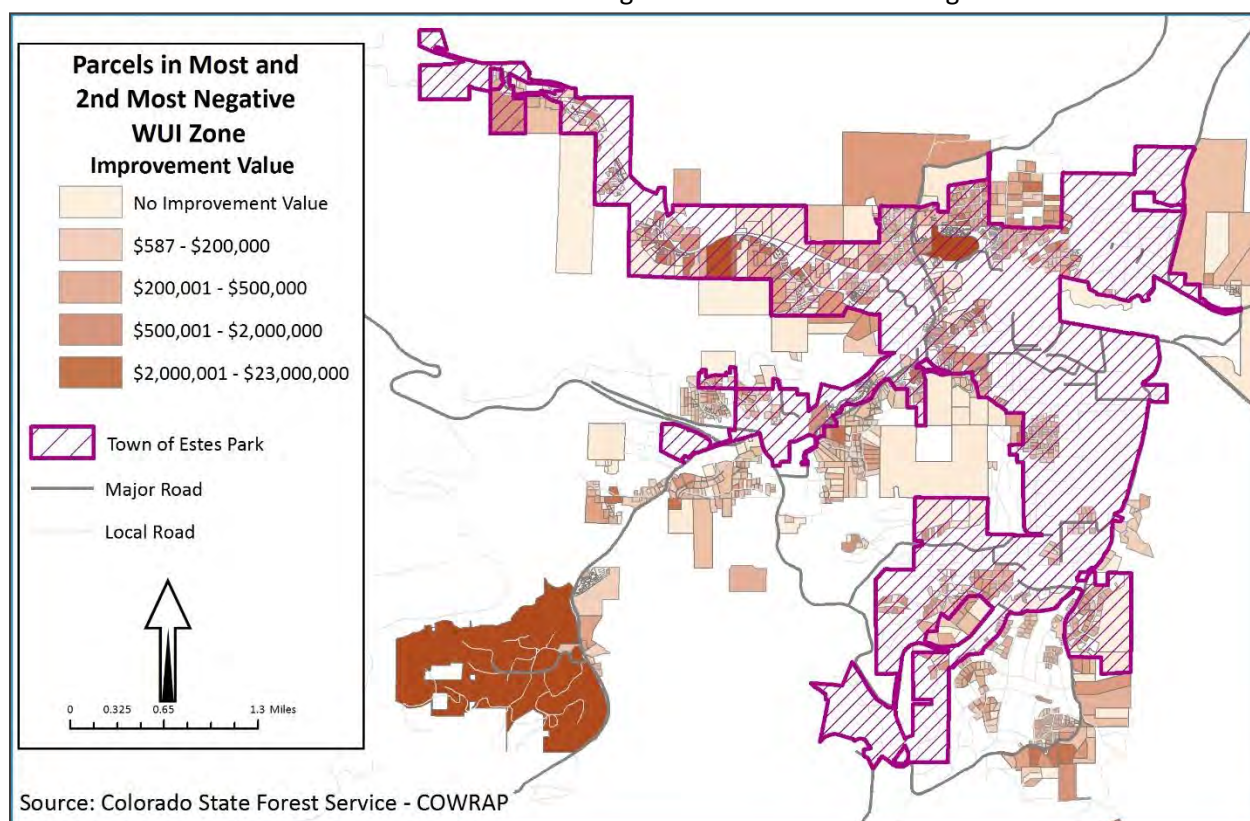 Parcels in Most and
2nd Most Negative
WUI Zone
Improvement Value
No Improvement Value
$587 - $200,000
$200,001 - $500,000
$500,001 - $2,000,000
$2,000,001 - $23,000,000
Town of Estes Park
Major Road
Local Road
0 0.325 0.65 1.3 Miles
Source: Colorado State Forest Service - COWRAP